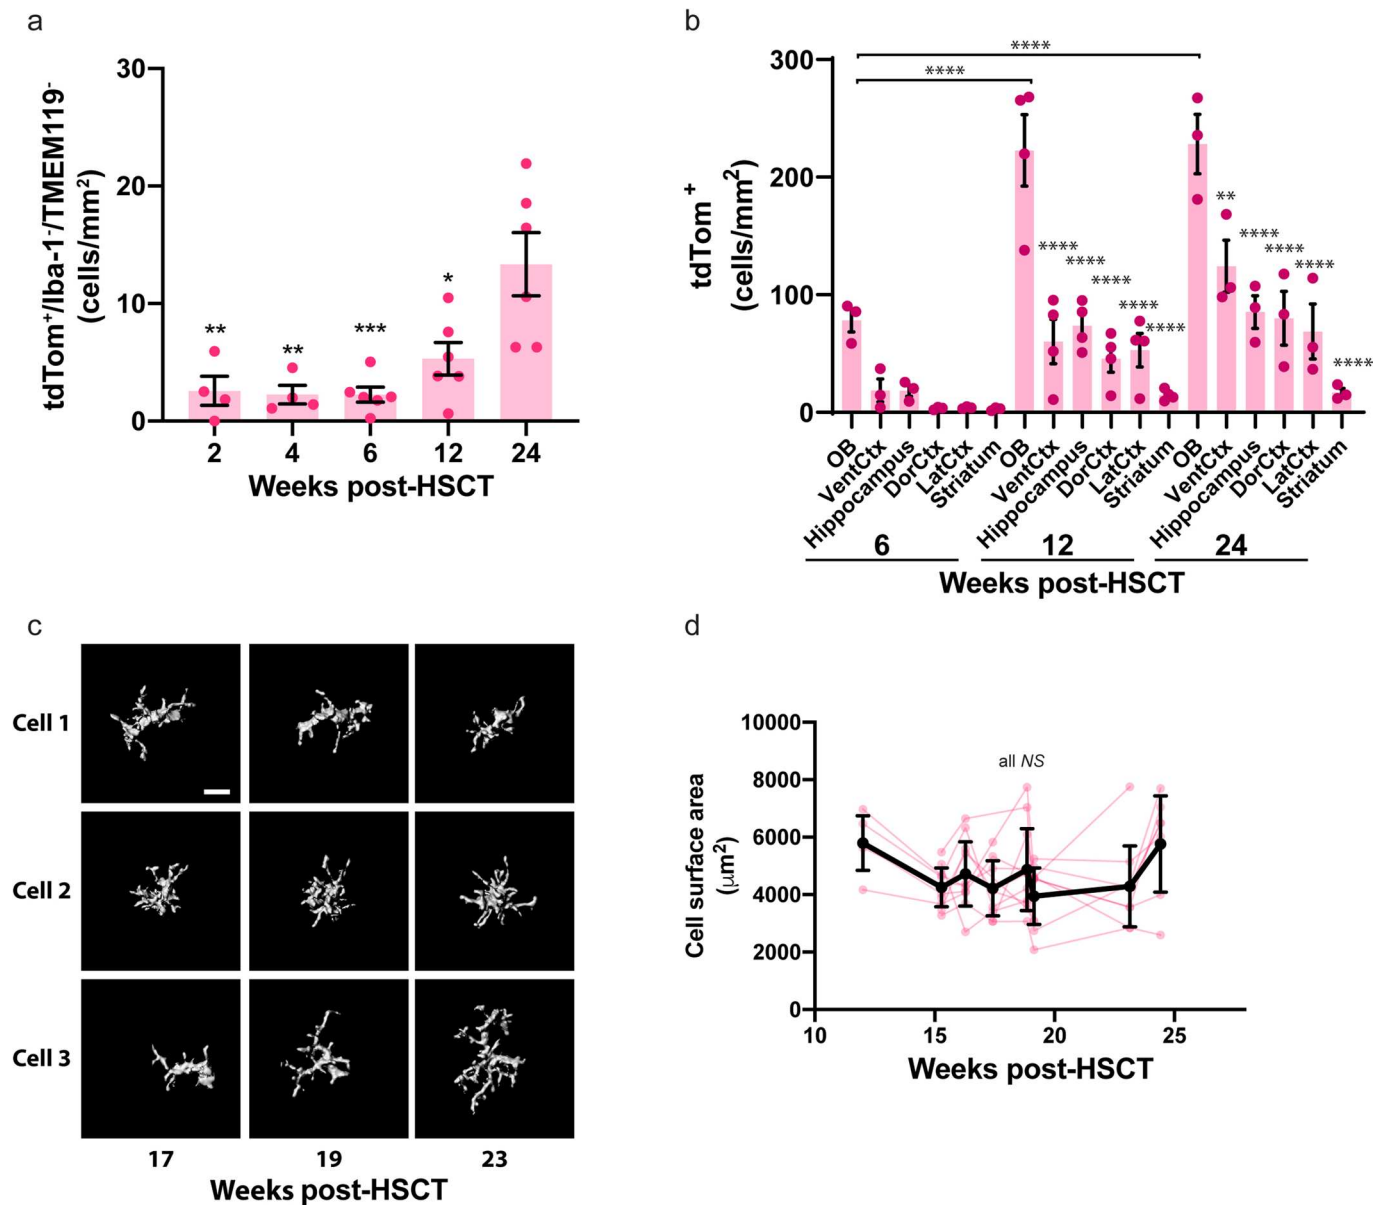 a
tdTom⁺/Iba-1⁻/TMEM119⁻
(cells/mm²)
30
20
10
0
**
**
***
*
2 4 6 12 24
Weeks post-HSCT
b
tdTom⁺
(cells/mm²)
300
200
100
0
****
****
****
****
****
****
****
**
****
****
****
****
OB VentCtx Hippocampus DorCtx LatCtx Striatum OB VentCtx Hippocampus DorCtx LatCtx Striatum OB VentCtx Hippocampus DorCtx LatCtx Striatum
6 12 24
Weeks post-HSCT
c
Cell 1
Cell 2
Cell 3
17 19 23
Weeks post-HSCT
d
Cell surface area
(µm²)
10000
8000
6000
4000
2000
0
all NS
10 15 20 25
Weeks post-HSCT